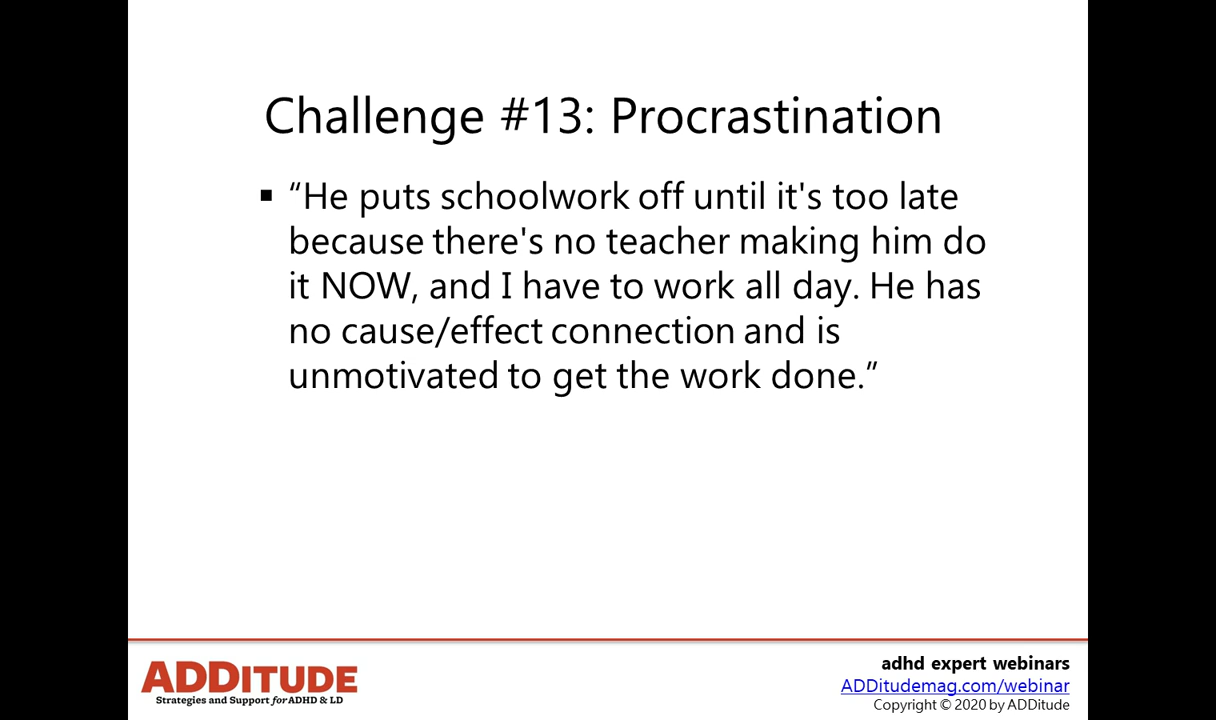 Challenge #13: Procrastination
▪ “He puts schoolwork off until it's too late
because there's no teacher making him do
it NOW, and I have to work all day. He has
no cause/effect connection and is
unmotivated to get the work done.”
ADDITUDE
Strategies and Support for ADHD & LD
adhd expert webinars
ADDitudemag.com/webinar
Copyright © 2020 by ADDitude